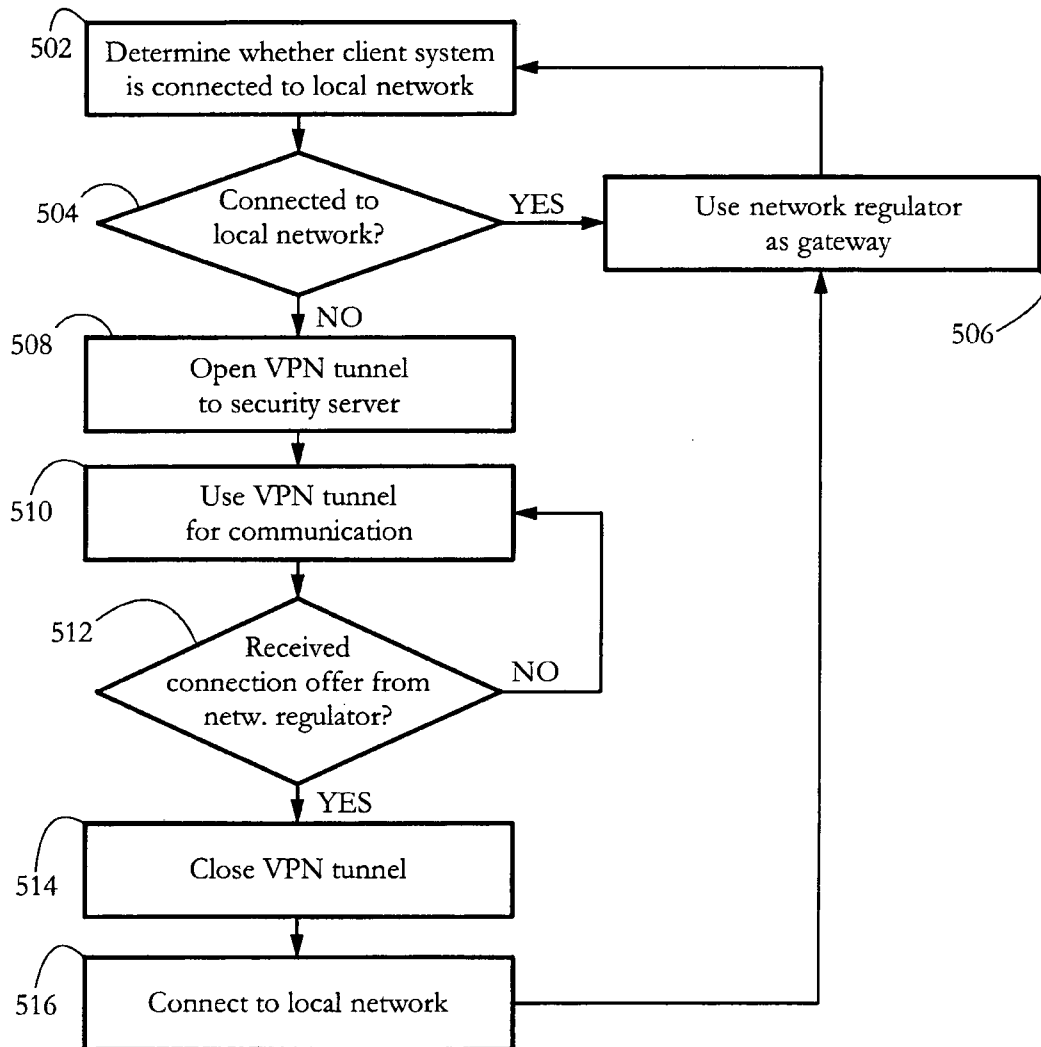 502
Determine whether client system
is connected to local network
504
Connected to
local network?
YES
Use network regulator
as gateway
506
NO
508
Open VPN tunnel
to security server
510
Use VPN tunnel
for communication
512
Received
connection offer from
netw. regulator?
NO
YES
514
Close VPN tunnel
516
Connect to local network